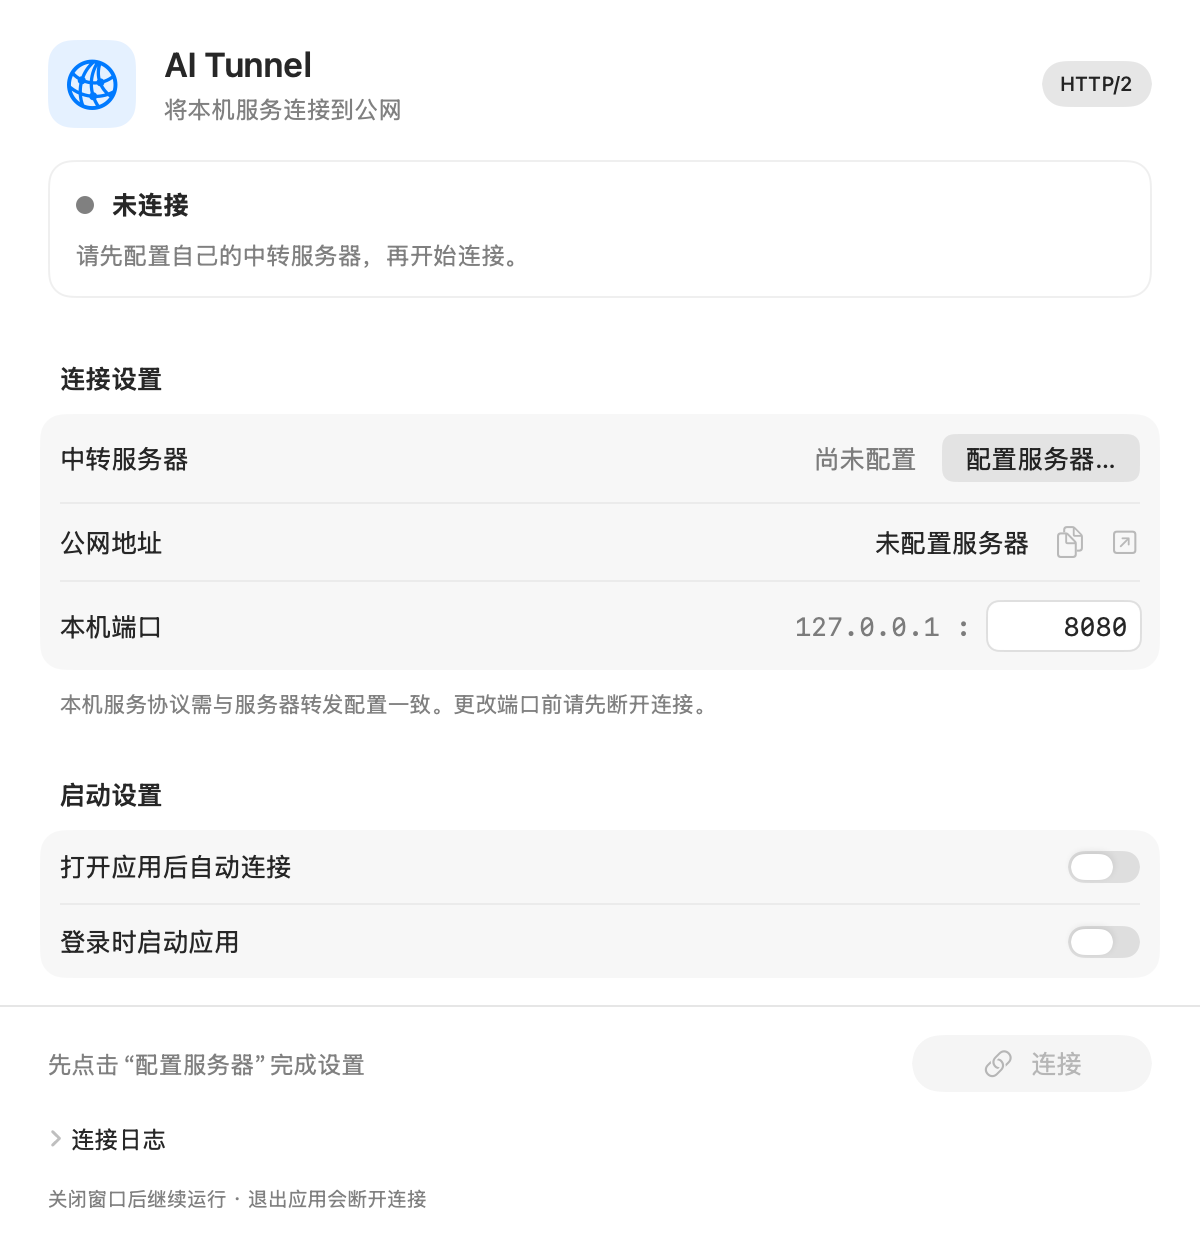 AI Tunnel
将本机服务连接到公网
HTTP/2
未连接
请先配置自己的中转服务器，再开始连接。
连接设置
中转服务器 尚未配置 配置服务器...
公网地址 未配置服务器
本机端口 127.0.0.1 : 8080
本机服务协议需与服务器转发配置一致。更改端口前请先断开连接。
启动设置
打开应用后自动连接
登录时启动应用
先点击“配置服务器”完成设置 连接
连接日志
关闭窗口后继续运行 · 退出应用会断开连接